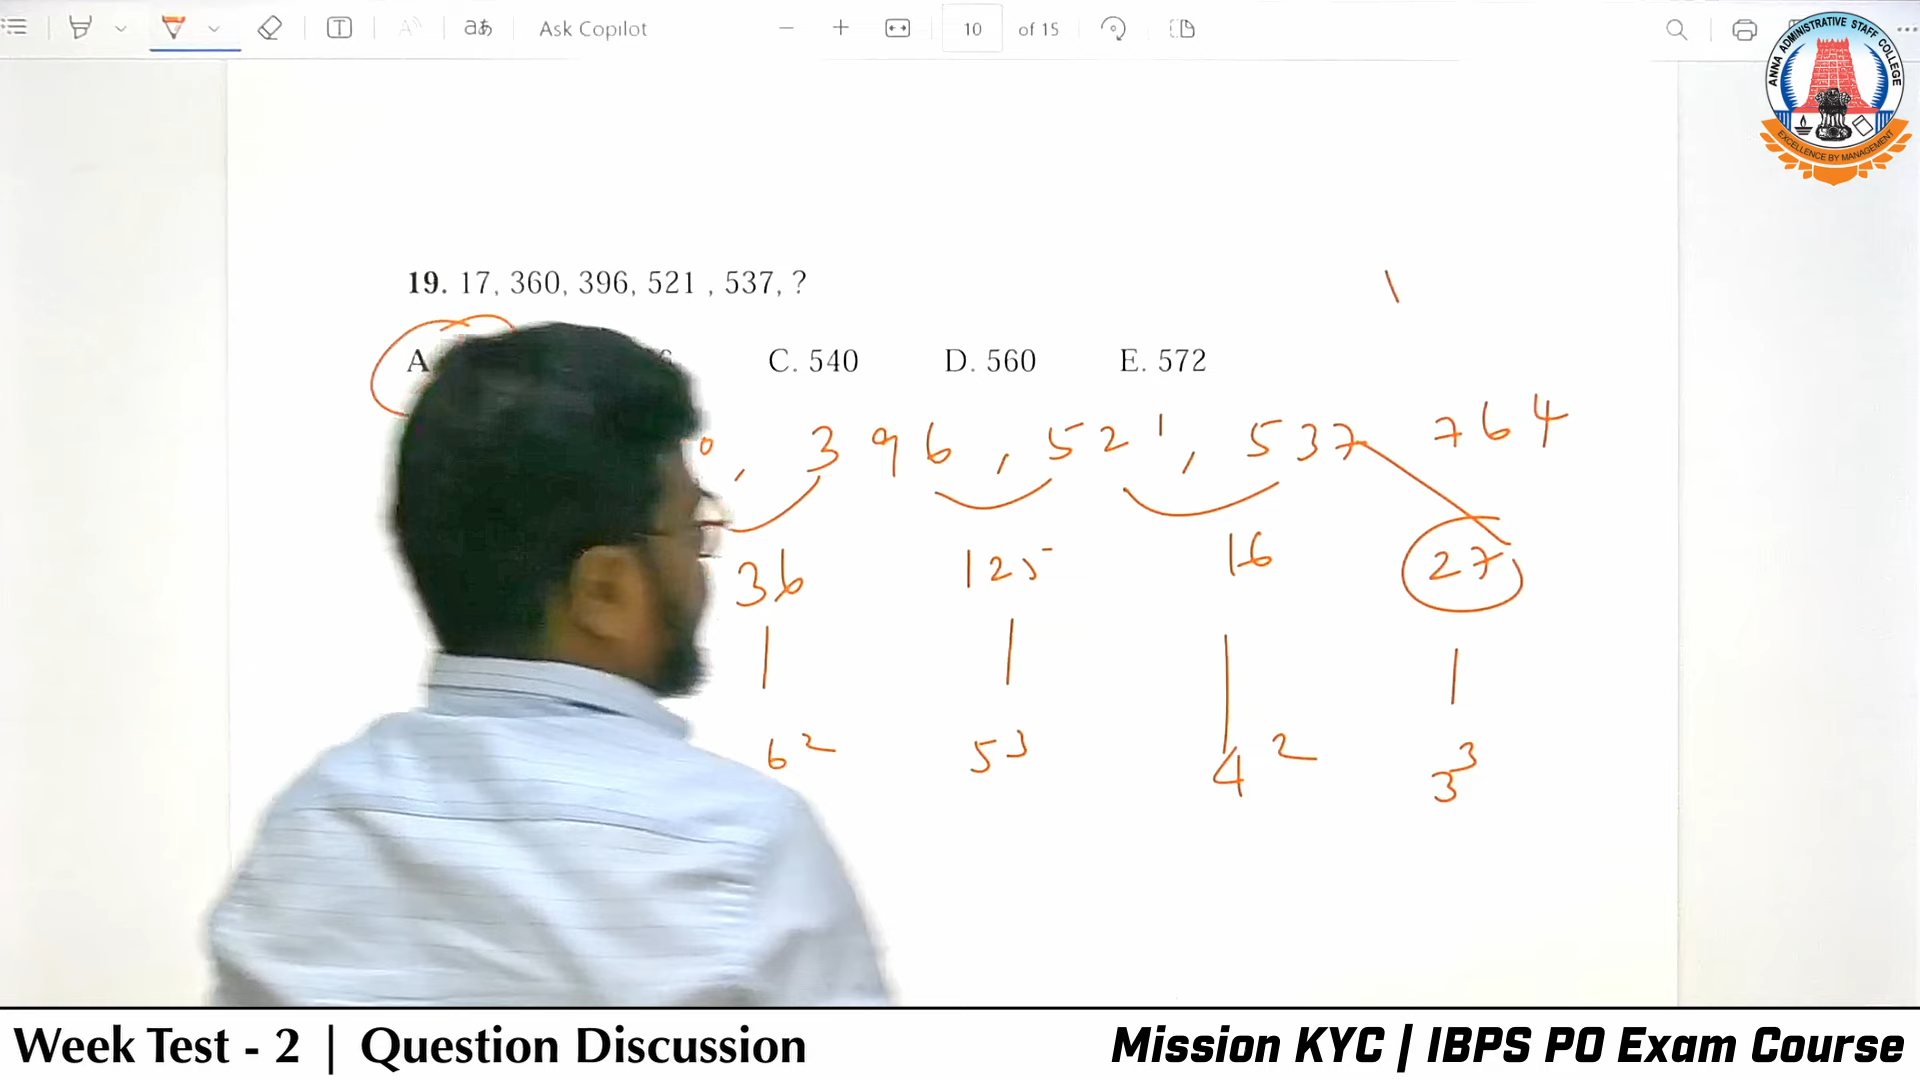 Ask Copilot
10 of 15
ANNA ADMINISTRATIVE STAFF COLLEGE
EXCELLENCE BY MANAGEMENT
19. 17, 360, 396, 521 , 537, ?
A
6
C. 540
D. 560
E. 572
0, 396, 521, 537 764
36 125 16 27
6² 5³ 4² 3³
Week Test - 2 | Question Discussion
Mission KYC | IBPS PO Exam Course